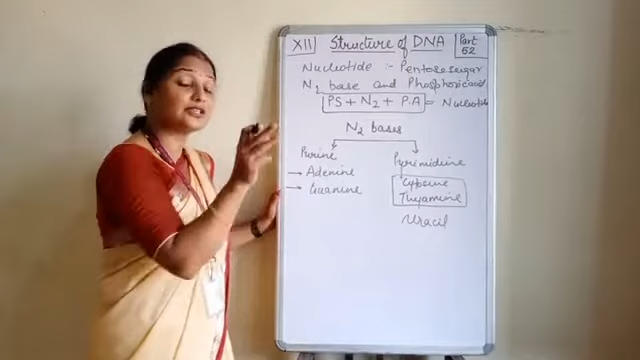 XII Structure of DNA Part 52
Nucleotide :- Pentose sugar
N2 base and Phosphoric acid
PS + N2 + P.A = Nucleotide
N2 bases
Purine
→ Adenine
→ Guanine
Pyrimidine
Cytosine
Thyamine
Uracil